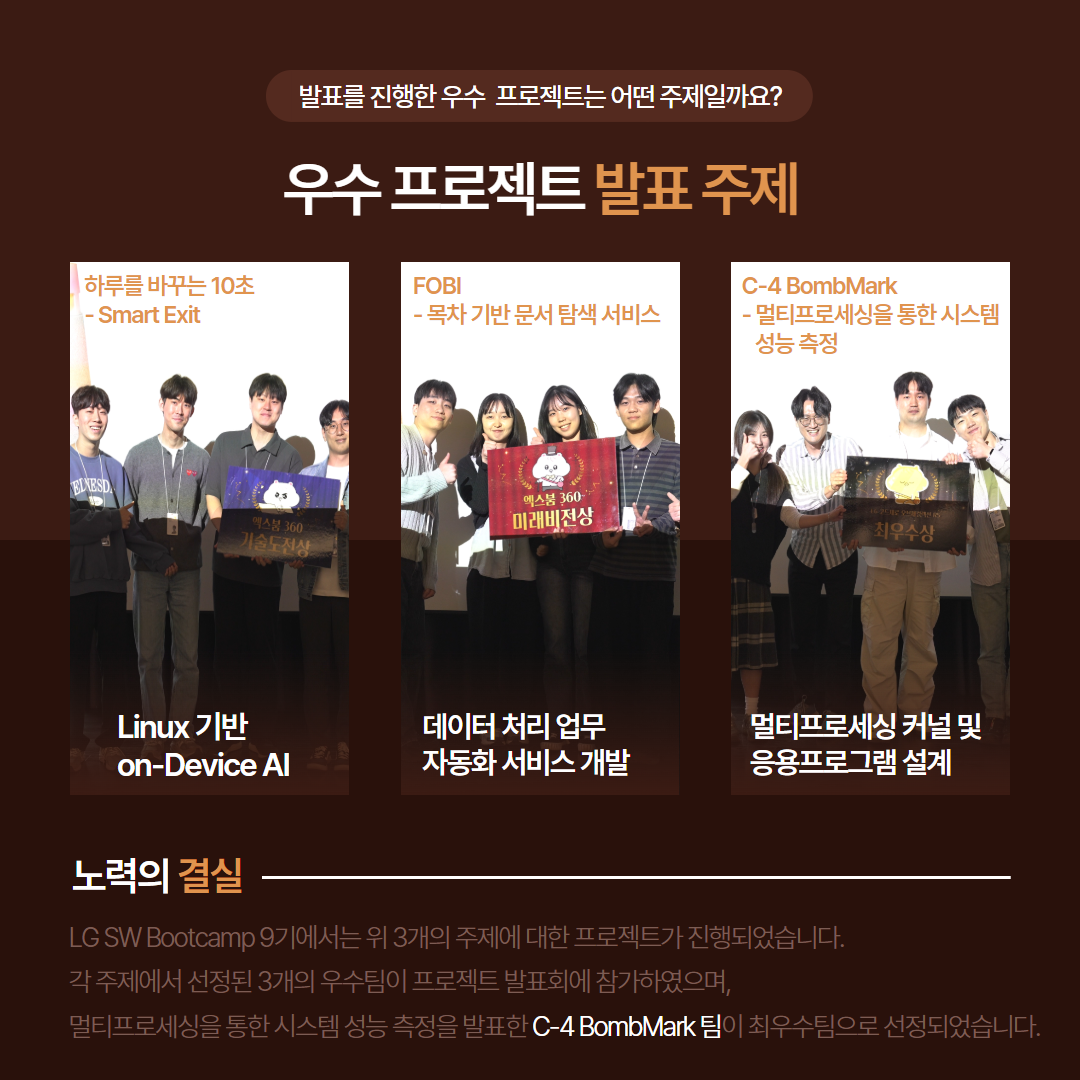 발표를 진행한 우수 프로젝트는 어떤 주제일까요?
우수 프로젝트 발표 주제
하루를 바꾸는 10초
- Smart Exit
엑스붐 360
기술도전상
Linux 기반
on-Device AI
FOBI
- 목차 기반 문서 탐색 서비스
엑스붐 360
미래비전상
데이터 처리 업무
자동화 서비스 개발
C-4 BombMark
- 멀티프로세싱을 통한 시스템
성능 측정
최우수상
멀티프로세싱 커널 및
응용프로그램 설계
노력의 결실
LG SW Bootcamp 9기에서는 위 3개의 주제에 대한 프로젝트가 진행되었습니다.
각 주제에서 선정된 3개의 우수팀이 프로젝트 발표회에 참가하였으며,
멀티프로세싱을 통한 시스템 성능 측정을 발표한 C-4 BombMark 팀이 최우수팀으로 선정되었습니다.